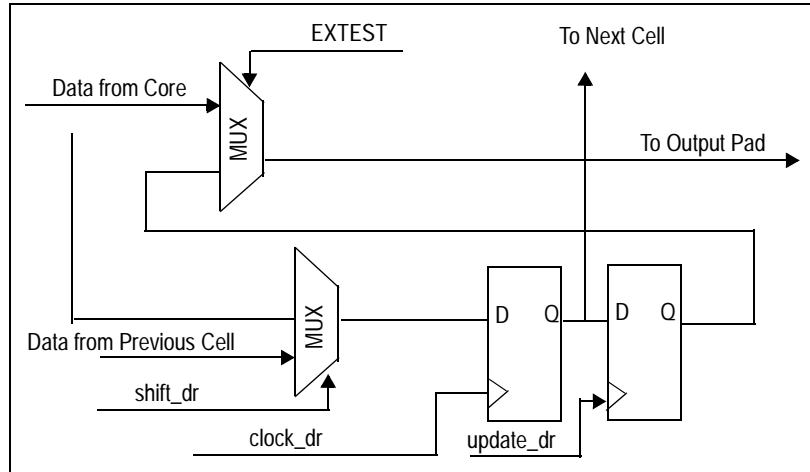 EXTEST
To Next Cell
Data from Core
MUX
To Output Pad
MUX
D Q
D Q
Data from Previous Cell
shift_dr
clock_dr
update_dr